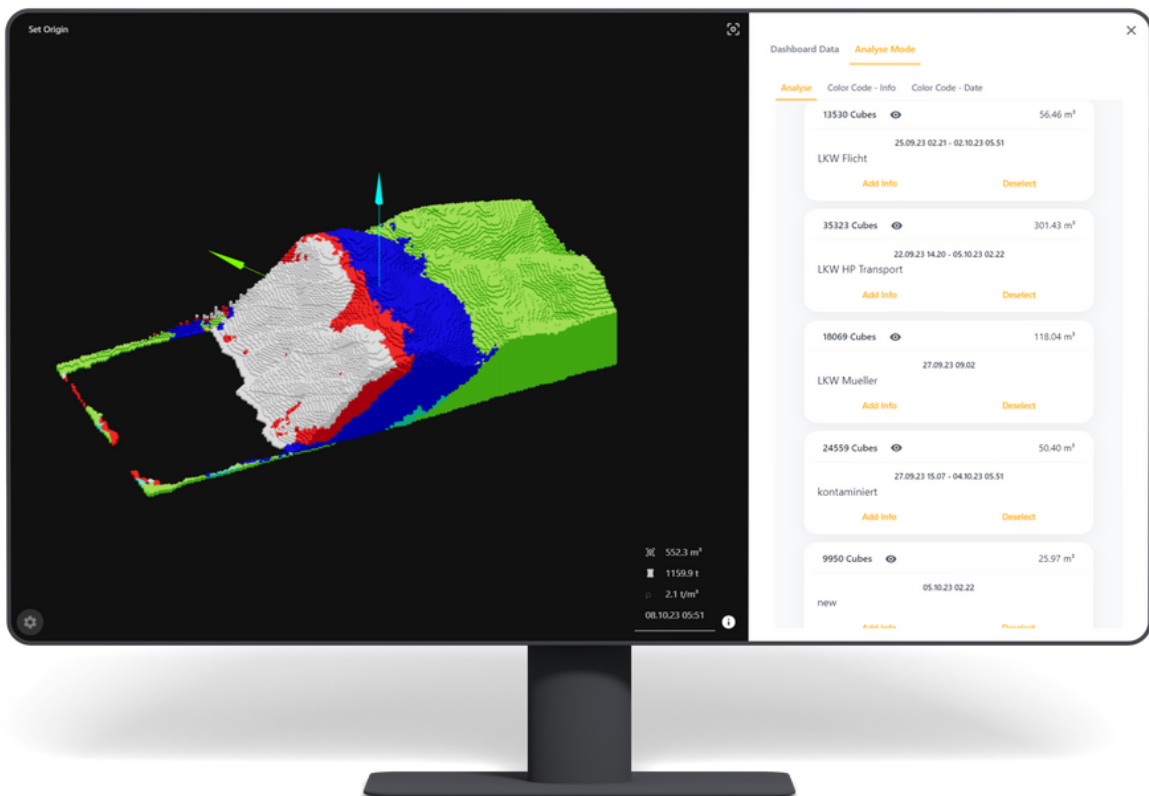 Set Origin
552.3 m³
1159.9 t
2.1 t/m³
08.10.23 05:51
Dashboard Data Analyse Mode
Analyse Color Code - Info Color Code - Date
13530 Cubes 56.46 m³
25.09.23 02.21 - 02.10.23 05.51
LKW Flicht
Add Info Deselect
35323 Cubes 301.43 m³
22.09.23 14.20 - 05.10.23 02.22
LKW HP Transport
Add Info Deselect
18069 Cubes 118.04 m³
27.09.23 09.02
LKW Mueller
Add Info Deselect
24559 Cubes 50.40 m³
27.09.23 15.07 - 04.10.23 05.51
kontaminiert
Add Info Deselect
9950 Cubes 25.97 m³
05.10.23 02.22
new
Add Info Deselect